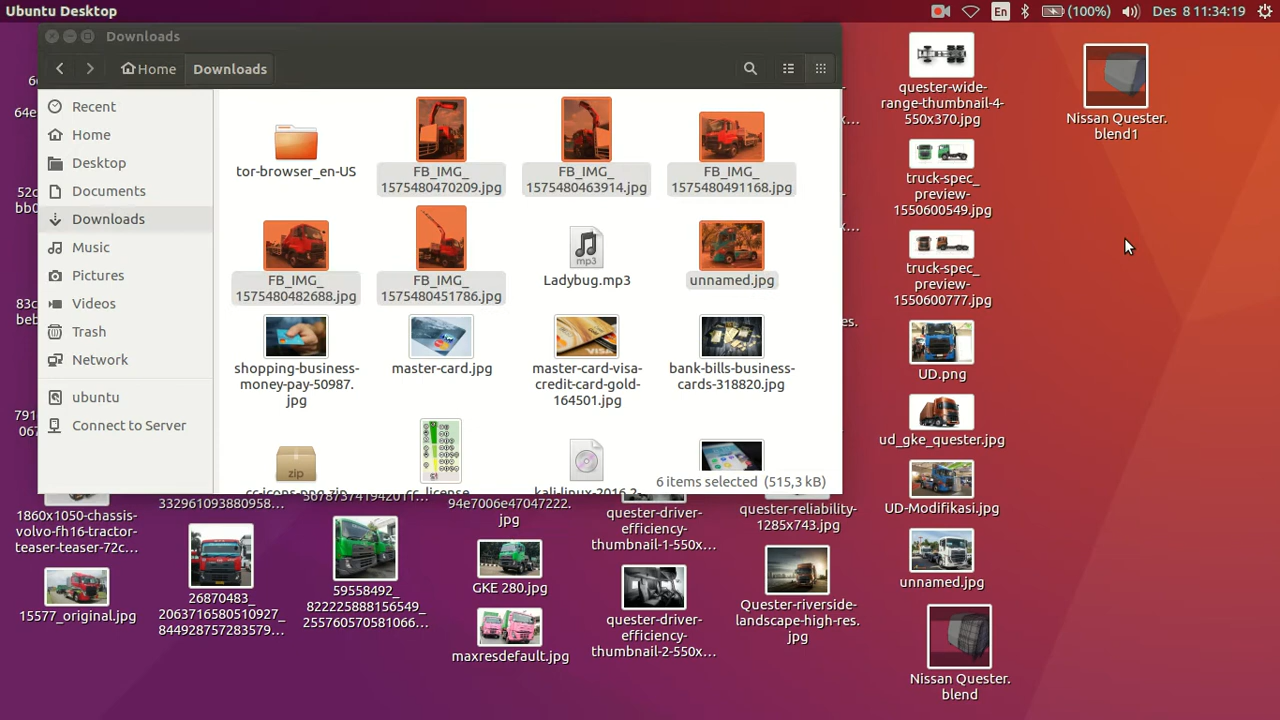 Ubuntu Desktop
En
(100%)
Des 8 11:34:19
Downloads
Home
Downloads
Recent
Home
Desktop
Documents
Downloads
Music
Pictures
Videos
Trash
Network
ubuntu
Connect to Server
tor-browser_en-US
FB_IMG_
1575480470209.jpg
FB_IMG_
1575480463914.jpg
FB_IMG_
1575480491168.jpg
FB_IMG_
1575480482688.jpg
FB_IMG_
1575480451786.jpg
mp3
Ladybug.mp3
unnamed.jpg
shopping-business-
money-pay-50987.
jpg
master-card.jpg
master-card-visa-
credit-card-gold-
164501.jpg
bank-bills-business-
cards-318820.jpg
zip
6 items selected (515,3 kB)
quester-wide-
range-thumbnail-4-
550x370.jpg
truck-spec_
preview-
1550600549.jpg
truck-spec_
preview-
1550600777.jpg
UD.png
ud_gke_quester.jpg
UD-Modifikasi.jpg
unnamed.jpg
Nissan Quester.
blend
Nissan Quester.
blend1
1860x1050-chassis-
volvo-fh16-tractor-
teaser-teaser-72c...
15577_original.jpg
332961093886958...
26870483_
2063716580510927_
844928757283579...
59558492_
822225888156549_
255760570581066...
94e7006e47047222.
jpg
GKE 280.jpg
maxresdefault.jpg
quester-driver-
efficiency-
thumbnail-1-550x...
quester-driver-
efficiency-
thumbnail-2-550x...
quester-reliability-
1285x743.jpg
Quester-riverside-
landscape-high-res.
jpg